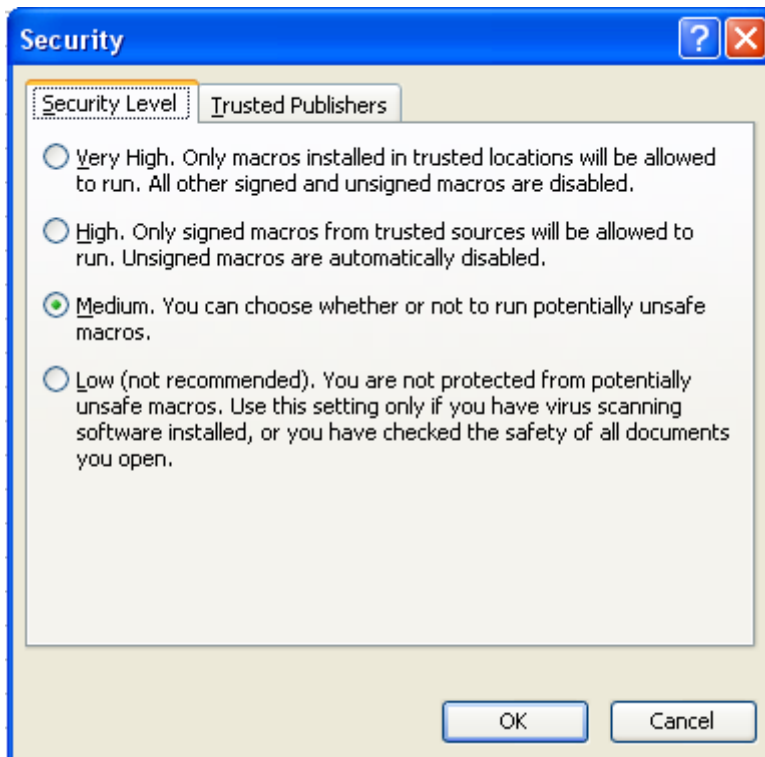 Security
Security Level Trusted Publishers
Very High. Only macros installed in trusted locations will be allowed
to run. All other signed and unsigned macros are disabled.
High. Only signed macros from trusted sources will be allowed to
run. Unsigned macros are automatically disabled.
Medium. You can choose whether or not to run potentially unsafe
macros.
Low (not recommended). You are not protected from potentially
unsafe macros. Use this setting only if you have virus scanning
software installed, or you have checked the safety of all documents
you open.
OK Cancel